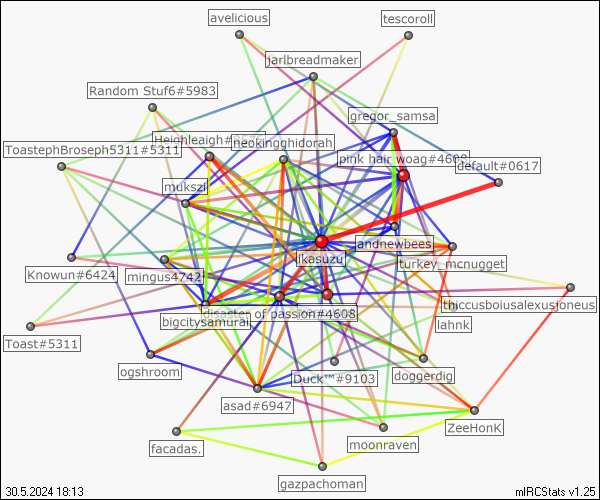 avelicious
tescoroll
jarlbreadmaker
Random Stuf6#5983
gregor_samsa
Heighleigh#
neokingghidorah
ToastephBroseph5311#5311
pink hair woag#4608
default#0617
mukszi
andnewbees
ikasuzu
turkey_mcnugget
Knowun#6424
mingus4742
thiccusboiusalexusjoneus
disaster of passion#4608
bigcitysamurai
lahnk
Toast#5311
ogshroom
Duck™#9103
doggerdig
asad#6947
ZeeHonK
facadas.
moonraven
gazpachoman
30.5.2024 18:13
mIRCStats v1.25